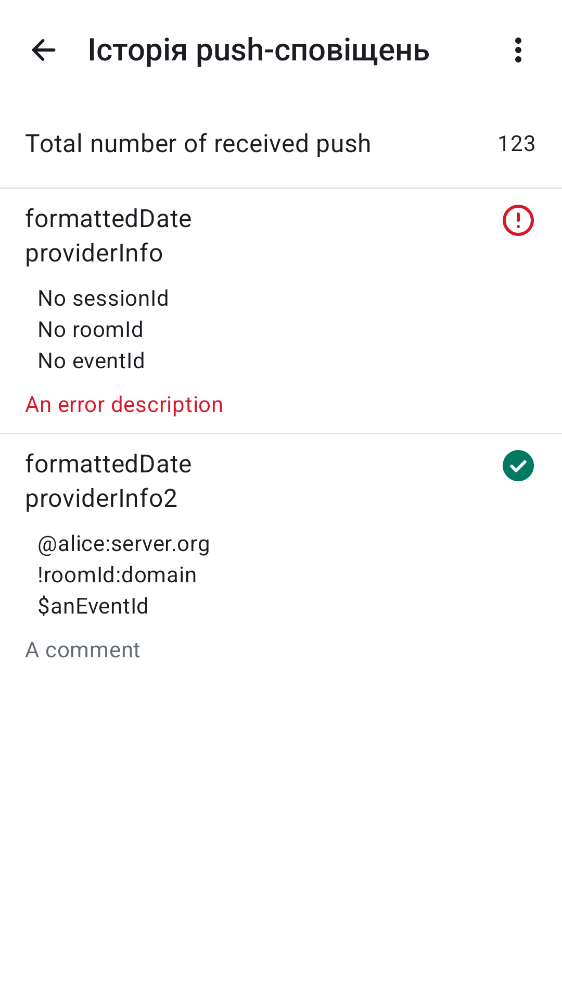 Історія push-сповіщень
Total number of received push 123
formattedDate
providerInfo
No sessionId
No roomId
No eventId
An error description
formattedDate
providerInfo2
@alice:server.org
!roomId:domain
$anEventId
A comment